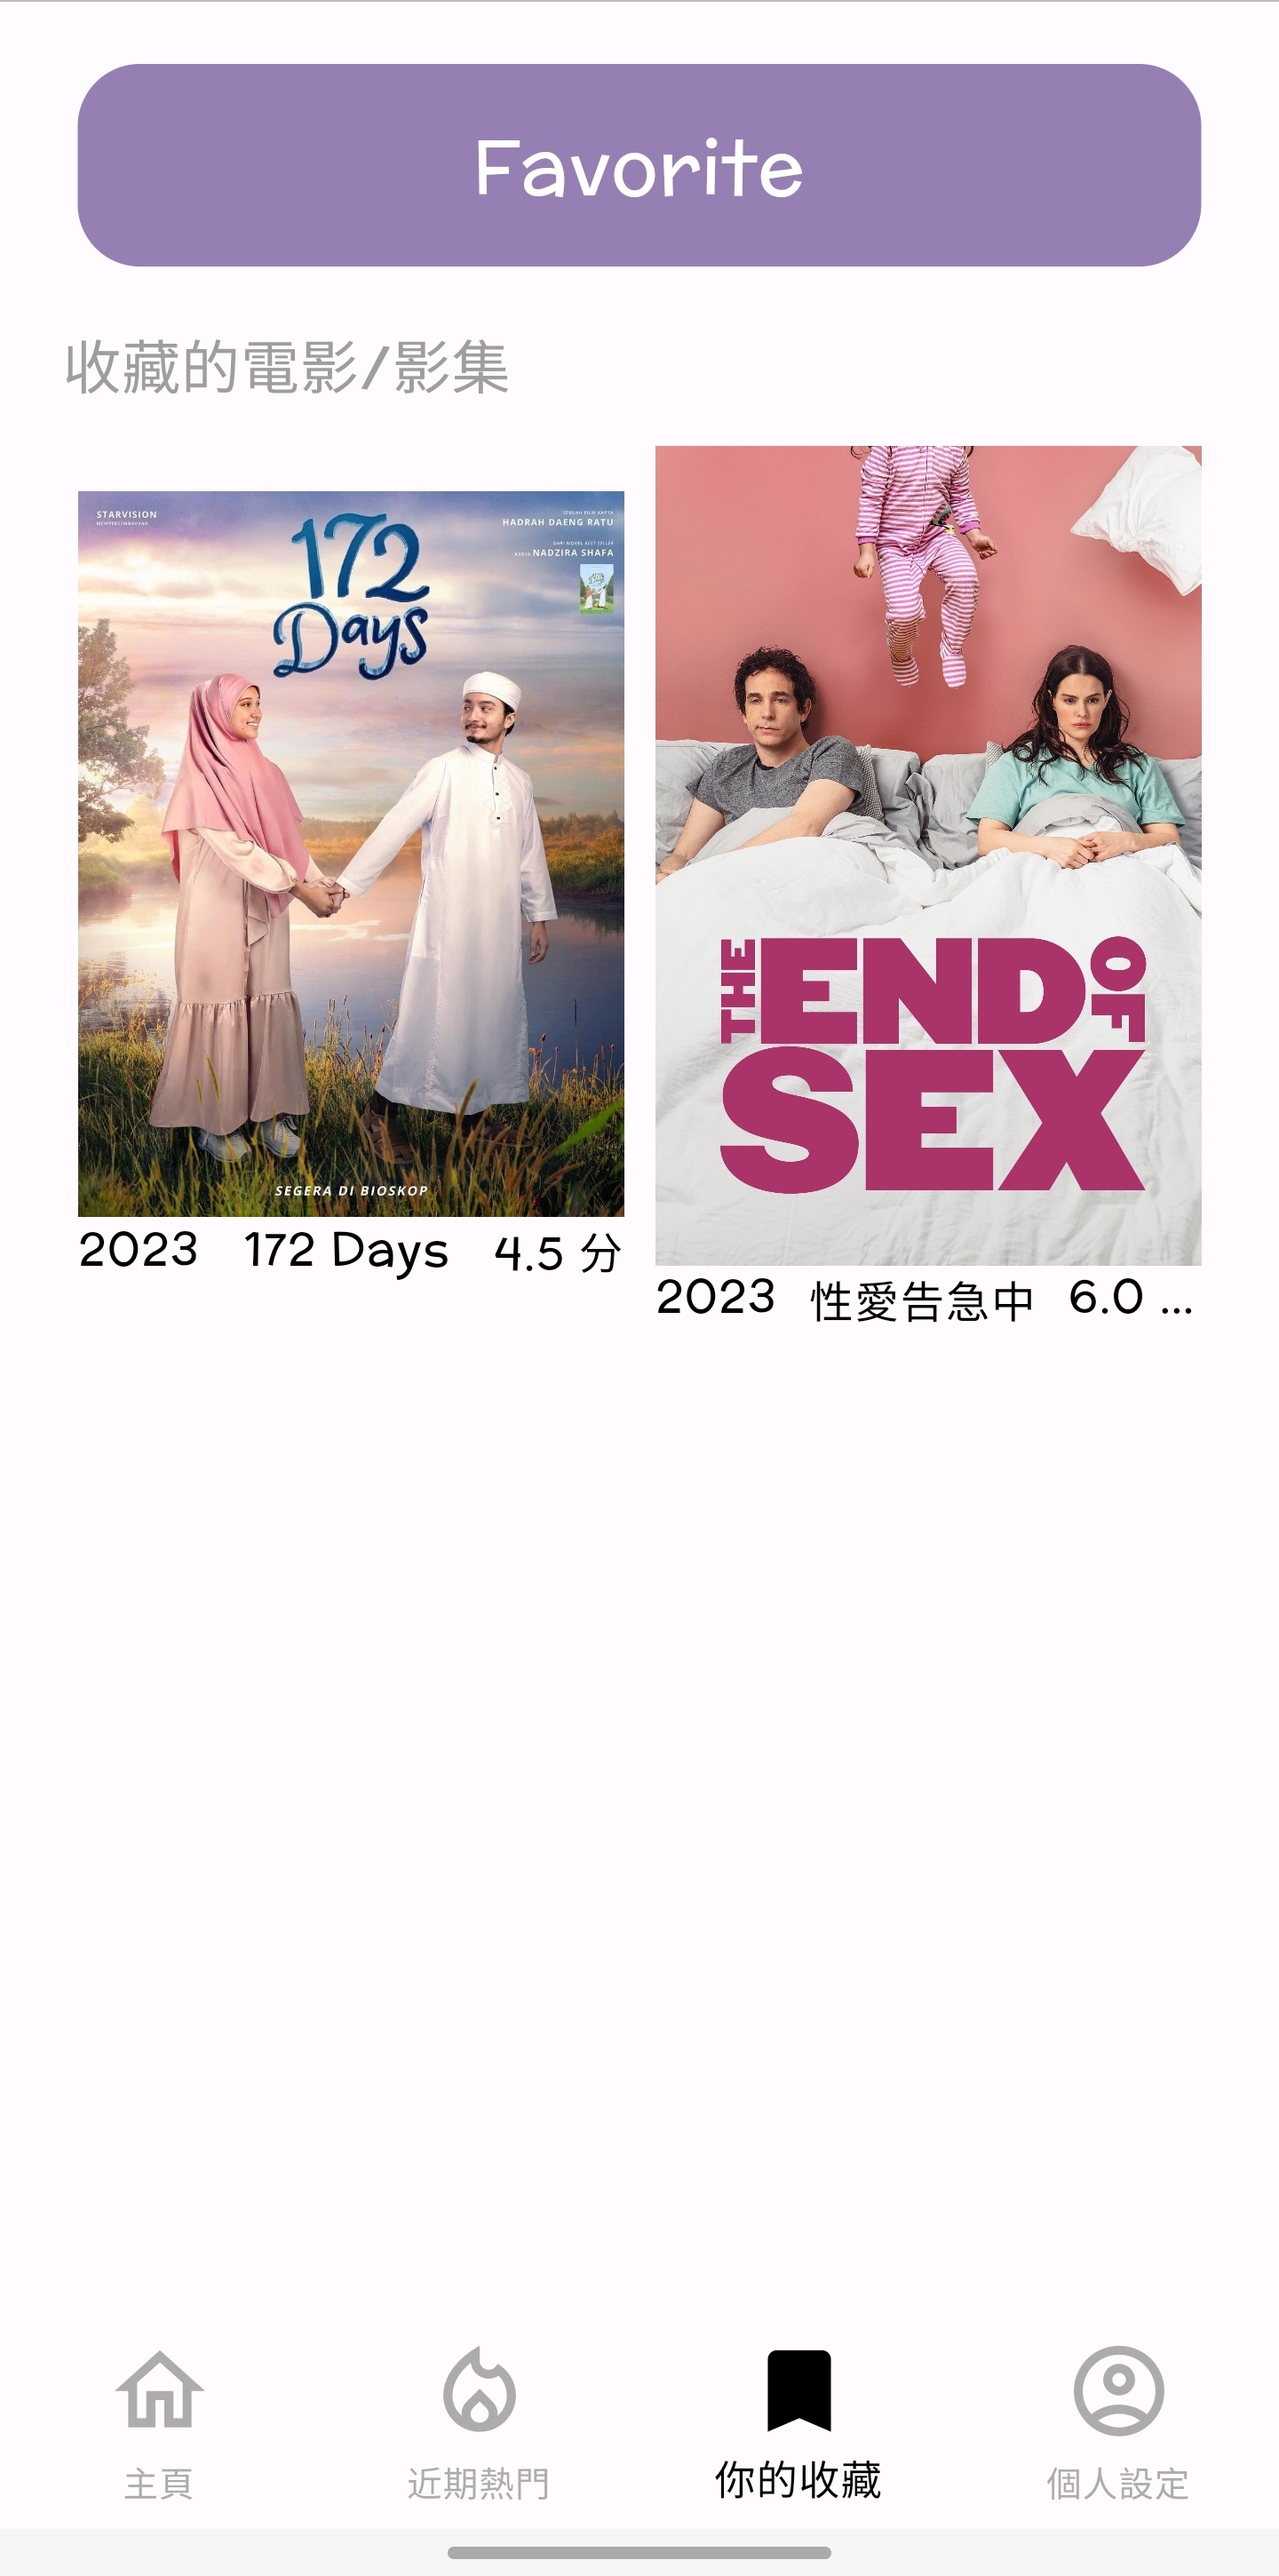 Favorite
收藏的電影/影集
STARVISION
HADRAH DAENG RATU
NADZIRA SHAFA
172
Days
SEGERA DI BIOSKOP
2023 172 Days 4.5 分
THE END OF
SEX
2023 性愛告急中 6.0 ...
主頁 近期熱門 你的收藏 個人設定